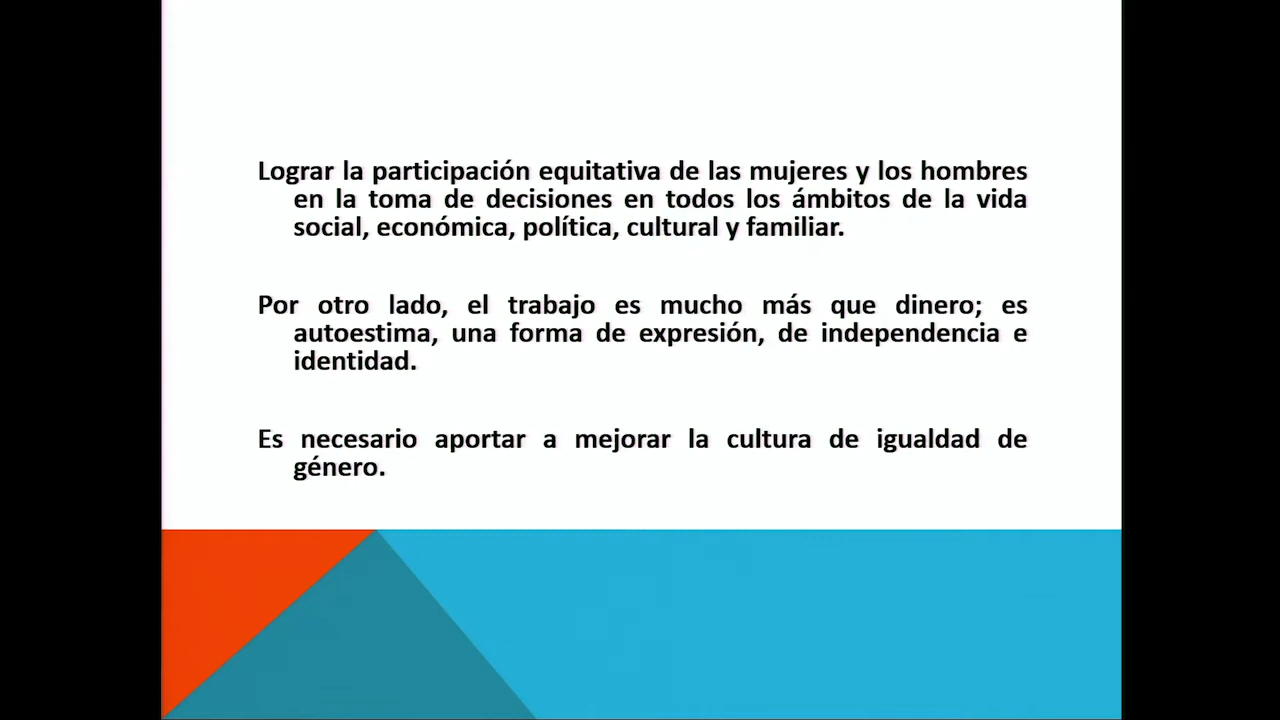 Lograr la participación equitativa de las mujeres y los hombres
en la toma de decisiones en todos los ámbitos de la vida
social, económica, política, cultural y familiar.
Por otro lado, el trabajo es mucho más que dinero; es
autoestima, una forma de expresión, de independencia e
identidad.
Es necesario aportar a mejorar la cultura de igualdad de
género.